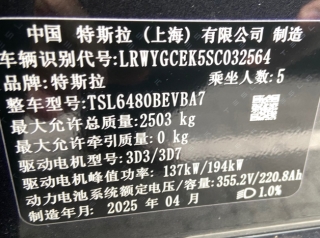 中国 特斯拉（上海）有限公司 制造
车辆识别代号：LRWYGCEK5SC032564
品牌：特斯拉 乘坐人数：5
整车型号：TSL6480BEVBA7
最大允许总质量：2503 kg
最大允许牵引质量：0 kg
驱动电机型号：3D3/3D7
驱动电机峰值功率：137kW/194kW
动力电池系统额定电压/容量：355.2V/220.8Ah
制造年月：2025 年 04 月 1.0%